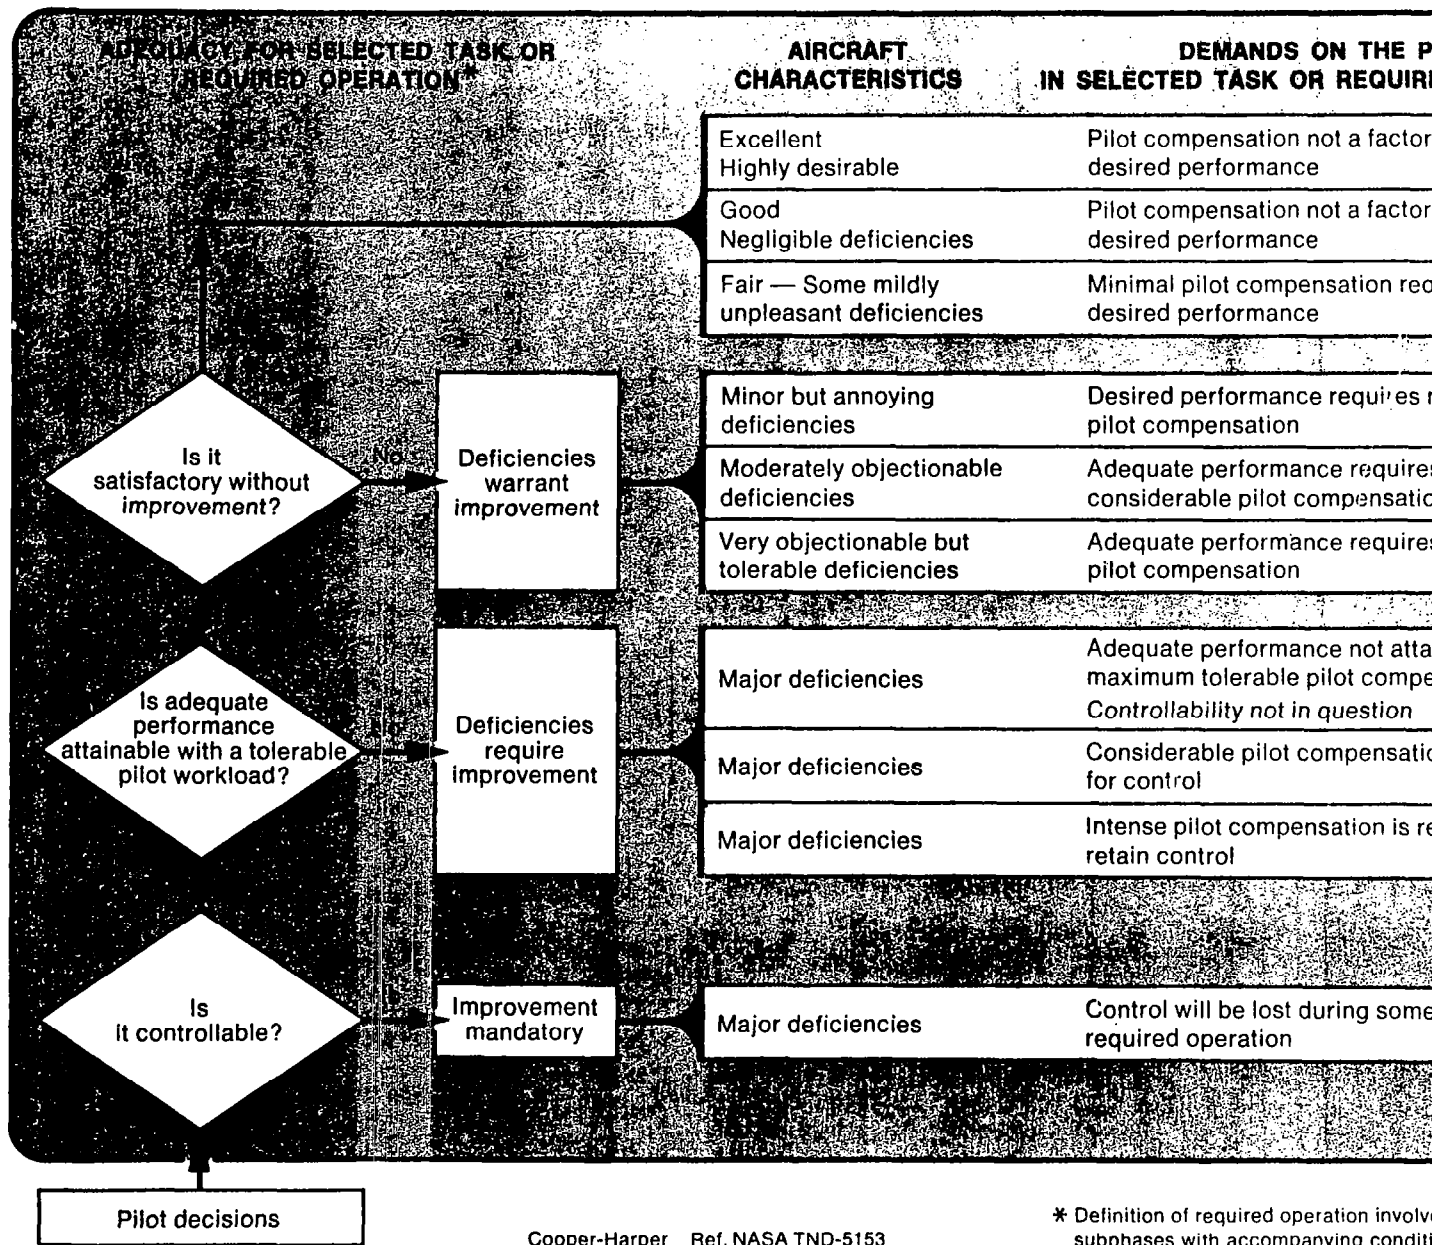 ADEQUACY FOR SELECTED TASK OR
REQUIRED OPERATION*
AIRCRAFT
CHARACTERISTICS
DEMANDS ON THE P
IN SELECTED TASK OR REQUIR
Excellent
Highly desirable
Pilot compensation not a factor
desired performance
Good
Negligible deficiencies
Pilot compensation not a factor
desired performance
Fair — Some mildly
unpleasant deficiencies
Minimal pilot compensation req
desired performance
Is it
satisfactory without
improvement?
No
Deficiencies
warrant
improvement
Minor but annoying
deficiencies
Desired performance requires
pilot compensation
Moderately objectionable
deficiencies
Adequate performance requires
considerable pilot compensatio
Very objectionable but
tolerable deficiencies
Adequate performance requires
pilot compensation
Is adequate
performance
attainable with a tolerable
pilot workload?
No
Deficiencies
require
improvement
Major deficiencies
Adequate performance not atta
maximum tolerable pilot compe
Controllability not in question
Major deficiencies
Considerable pilot compensatio
for control
Major deficiencies
Intense pilot compensation is re
retain control
Is
it controllable?
Improvement
mandatory
Major deficiencies
Control will be lost during some
required operation
Pilot decisions
Cooper-Harper Ref. NASA TND-5153
* Definition of required operation involve
subphases with accompanying conditi